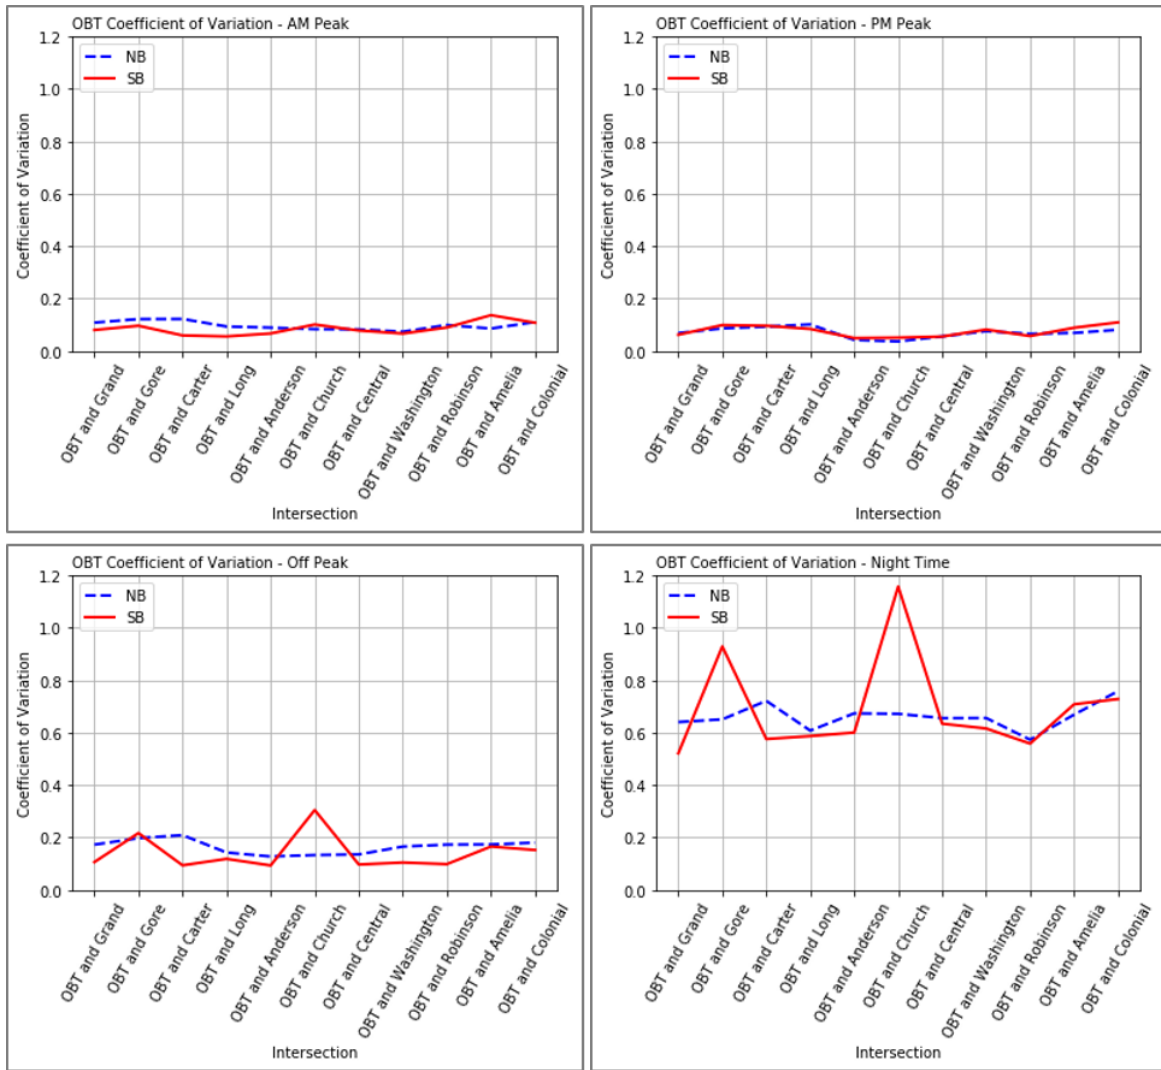 OBT Coefficient of Variation - AM Peak
1.2
1.0
0.8
0.6
0.4
0.2
0.0
Coefficient of Variation
NB
SB
OBT and Grand
OBT and Gore
OBT and Carter
OBT and Long
OBT and Anderson
OBT and Church
OBT and Central
OBT and Washington
OBT and Robinson
OBT and Amelia
OBT and Colonial
Intersection
OBT Coefficient of Variation - PM Peak
1.2
1.0
0.8
0.6
0.4
0.2
0.0
Coefficient of Variation
NB
SB
OBT and Grand
OBT and Gore
OBT and Carter
OBT and Long
OBT and Anderson
OBT and Church
OBT and Central
OBT and Washington
OBT and Robinson
OBT and Amelia
OBT and Colonial
Intersection
OBT Coefficient of Variation - Off Peak
1.2
1.0
0.8
0.6
0.4
0.2
0.0
Coefficient of Variation
NB
SB
OBT and Grand
OBT and Gore
OBT and Carter
OBT and Long
OBT and Anderson
OBT and Church
OBT and Central
OBT and Washington
OBT and Robinson
OBT and Amelia
OBT and Colonial
Intersection
OBT Coefficient of Variation - Night Time
1.2
1.0
0.8
0.6
0.4
0.2
0.0
Coefficient of Variation
NB
SB
OBT and Grand
OBT and Gore
OBT and Carter
OBT and Long
OBT and Anderson
OBT and Church
OBT and Central
OBT and Washington
OBT and Robinson
OBT and Amelia
OBT and Colonial
Intersection